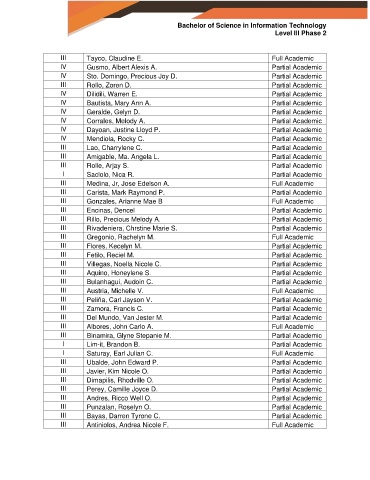 Bachelor of Science in Information Technology
Level III Phase 2
III Tayco, Claudine E. Full Academic
IV Gusmo, Albert Alexis A. Partial Academic
IV Sto. Domingo, Precious Joy D. Partial Academic
III Rollo, Zoren D. Partial Academic
IV Dilidili, Warren E. Partial Academic
IV Bautista, Mary Ann A. Partial Academic
IV Geralde, Gelyn D. Partial Academic
IV Corrales, Melody A. Partial Academic
IV Dayoan, Justine Lloyd P. Partial Academic
IV Mendiola, Rocky C. Partial Academic
III Lao, Charrylene C. Partial Academic
III Amigable, Ma. Angela L. Partial Academic
III Rolle, Arjay S. Partial Academic
I Saclolo, Nica R. Partial Academic
III Medina, Jr, Jose Edelson A. Full Academic
III Carista, Mark Raymond P. Partial Academic
III Gonzales, Arianne Mae B Full Academic
III Encinas, Dencel Partial Academic
III Rillo, Precious Melody A. Partial Academic
III Rivadeniera, Chrstine Marie S. Partial Academic
III Gregonio, Rachelyn M. Full Academic
III Flores, Kecelyn M. Partial Academic
III Fetilo, Reciel M. Partial Academic
III Villegas, Noella Nicole C. Partial Academic
III Aquino, Honeylene S. Partial Academic
III Bulanhagui, Audoin C. Partial Academic
III Austria, Michelle V. Full Academic
III Peliña, Carl Jayson V. Partial Academic
III Zamora, Francis C. Partial Academic
III Del Mundo, Van Jester M. Partial Academic
III Albores, John Carlo A. Full Academic
III Binamira, Glyne Stepanie M. Partial Academic
I Lim-it, Brandon B. Partial Academic
I Saturay, Earl Julian C. Full Academic
III Ubalde, John Edward P. Partial Academic
III Javier, Kim Nicole O. Partial Academic
III Dimapilis, Rhodville O. Partial Academic
III Perey, Camille Joyce D. Partial Academic
III Andres, Ricco Well O. Partial Academic
III Punzalan, Roselyn O. Partial Academic
III Bayas, Darren Tyrone C. Partial Academic
III Antiniolos, Andrea Nicole F. Full Academic